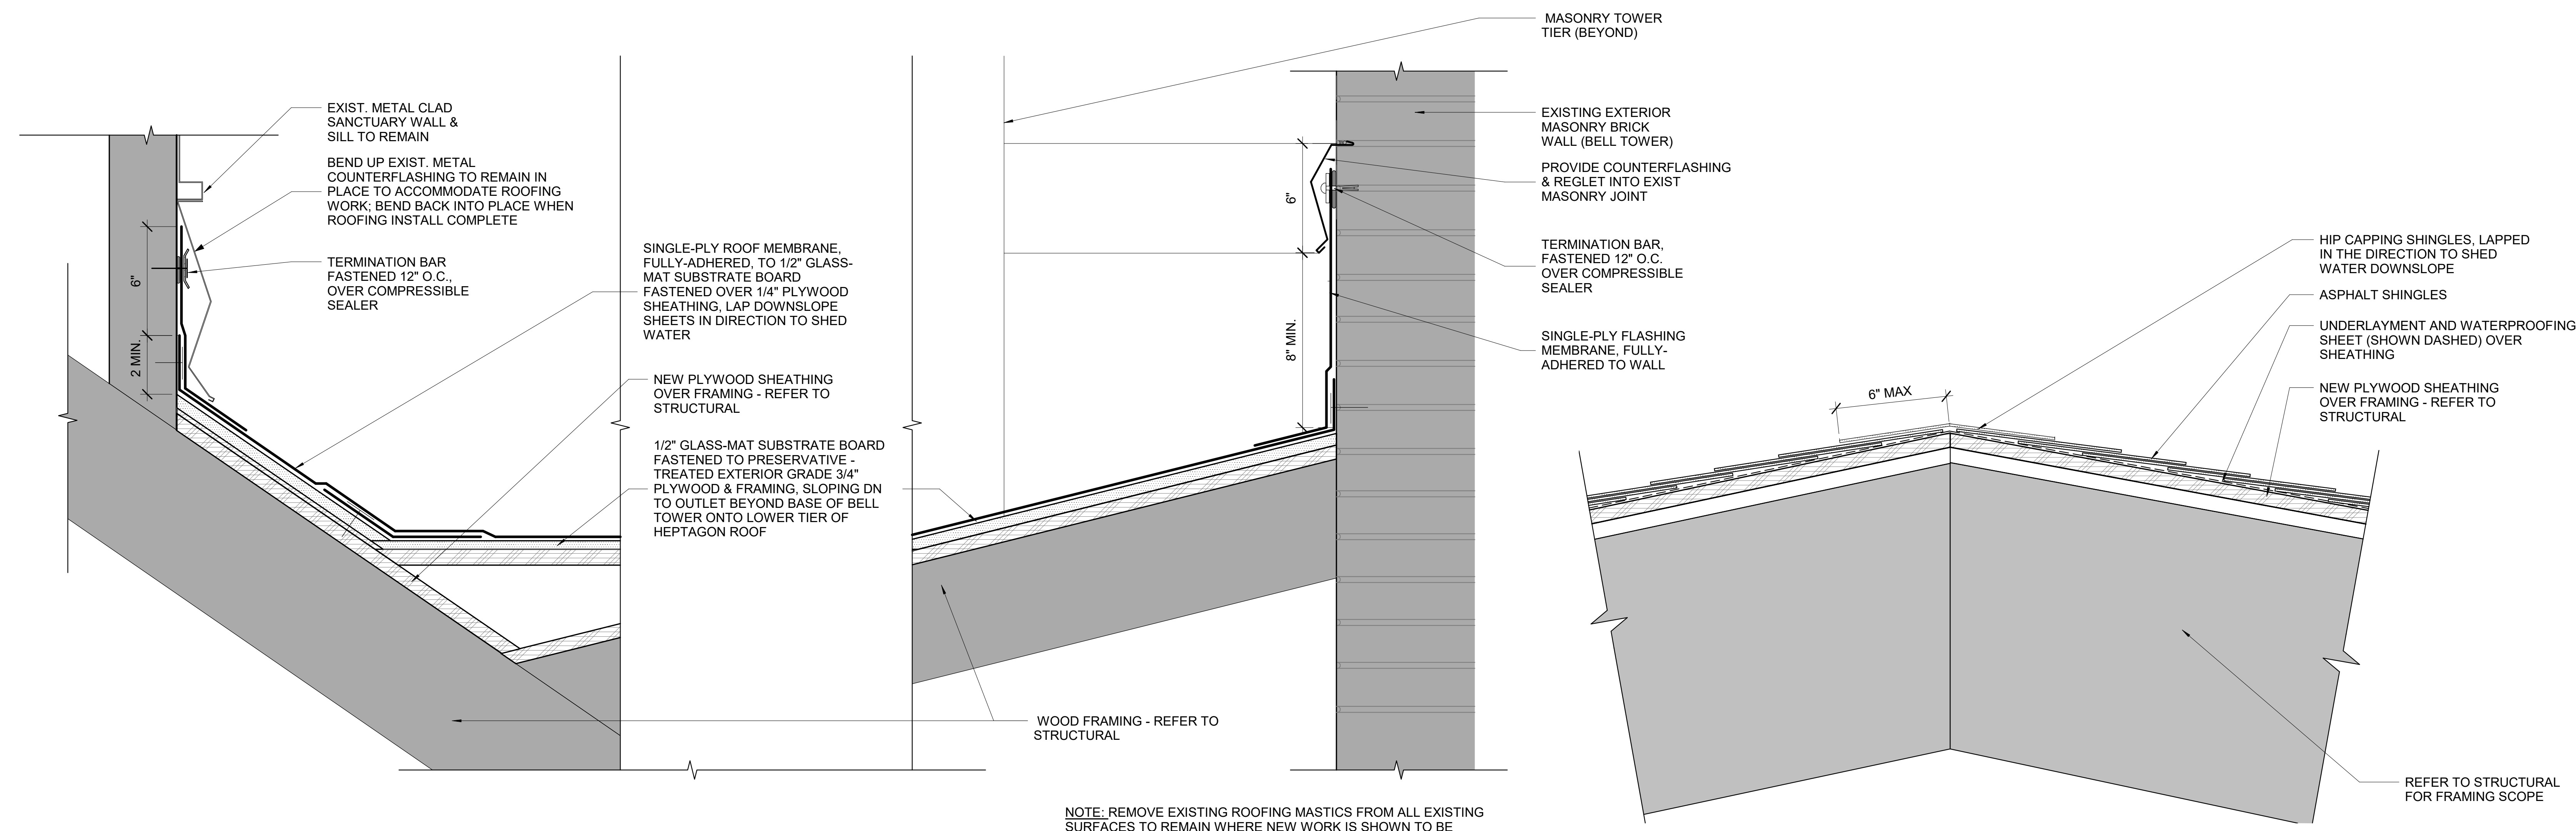 MASONRY TOWER
TIER (BEYOND)
EXIST. METAL CLAD
SANCTUARY WALL &
SILL TO REMAIN
BEND UP EXIST. METAL
COUNTERFLASHING TO REMAIN IN
PLACE TO ACCOMMODATE ROOFING
WORK; BEND BACK INTO PLACE WHEN
ROOFING INSTALL COMPLETE
TERMINATION BAR
FASTENED 12" O.C.,
OVER COMPRESSIBLE
SEALER
6"
2 MIN.
SINGLE-PLY ROOF MEMBRANE,
FULLY-ADHERED, TO 1/2" GLASS-
MAT SUBSTRATE BOARD
FASTENED OVER 1/4" PLYWOOD
SHEATHING, LAP DOWNSLOPE
SHEETS IN DIRECTION TO SHED
WATER
NEW PLYWOOD SHEATHING
OVER FRAMING - REFER TO
STRUCTURAL
1/2" GLASS-MAT SUBSTRATE BOARD
FASTENED TO PRESERVATIVE -
TREATED EXTERIOR GRADE 3/4"
PLYWOOD & FRAMING, SLOPING DN
TO OUTLET BEYOND BASE OF BELL
TOWER ONTO LOWER TIER OF
HEPTAGON ROOF
6"
8" MIN.
EXISTING EXTERIOR
MASONRY BRICK
WALL (BELL TOWER)
PROVIDE COUNTERFLASHING
& REGLET INTO EXIST
MASONRY JOINT
TERMINATION BAR,
FASTENED 12" O.C.
OVER COMPRESSIBLE
SEALER
SINGLE-PLY FLASHING
MEMBRANE, FULLY-
ADHERED TO WALL
WOOD FRAMING - REFER TO
STRUCTURAL
NOTE: REMOVE EXISTING ROOFING MASTICS FROM ALL EXISTING
SURFACES TO REMAIN WHERE NEW WORK IS SHOWN TO BE
6" MAX
HIP CAPPING SHINGLES, LAPPED
IN THE DIRECTION TO SHED
WATER DOWNSLOPE
ASPHALT SHINGLES
UNDERLAYMENT AND WATERPROOFING
SHEET (SHOWN DASHED) OVER
SHEATHING
NEW PLYWOOD SHEATHING
OVER FRAMING - REFER TO
STRUCTURAL
REFER TO STRUCTURAL
FOR FRAMING SCOPE